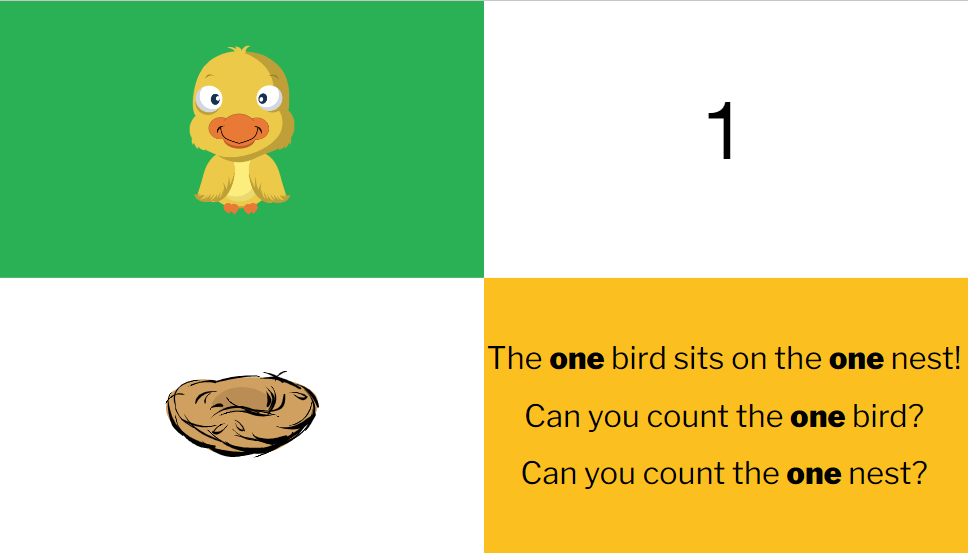 1
The one bird sits on the one nest!
Can you count the one bird?
Can you count the one nest?